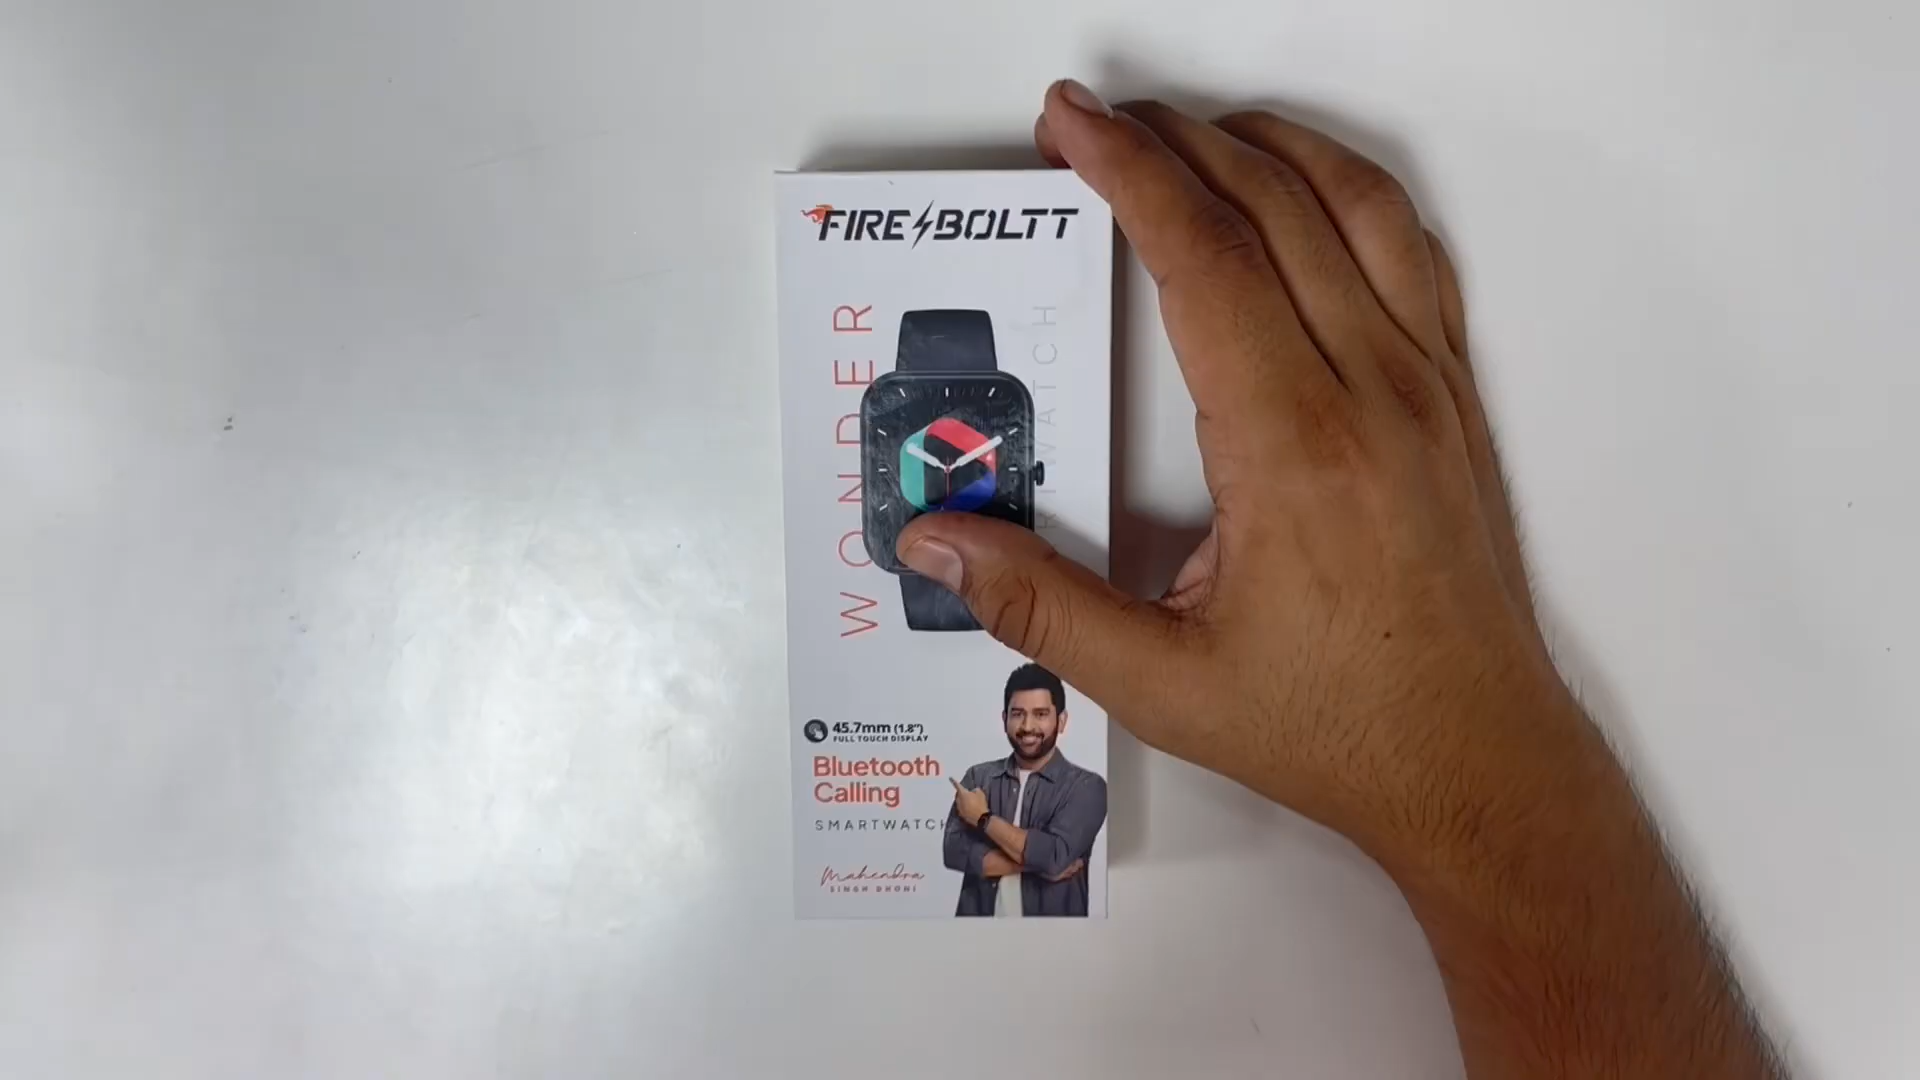 FIRE BOLTT
WONDER
45.7mm (1.8")
FULL TOUCH DISPLAY
Bluetooth
Calling
SMARTWATCH
Mahendra
SINGH DHONI